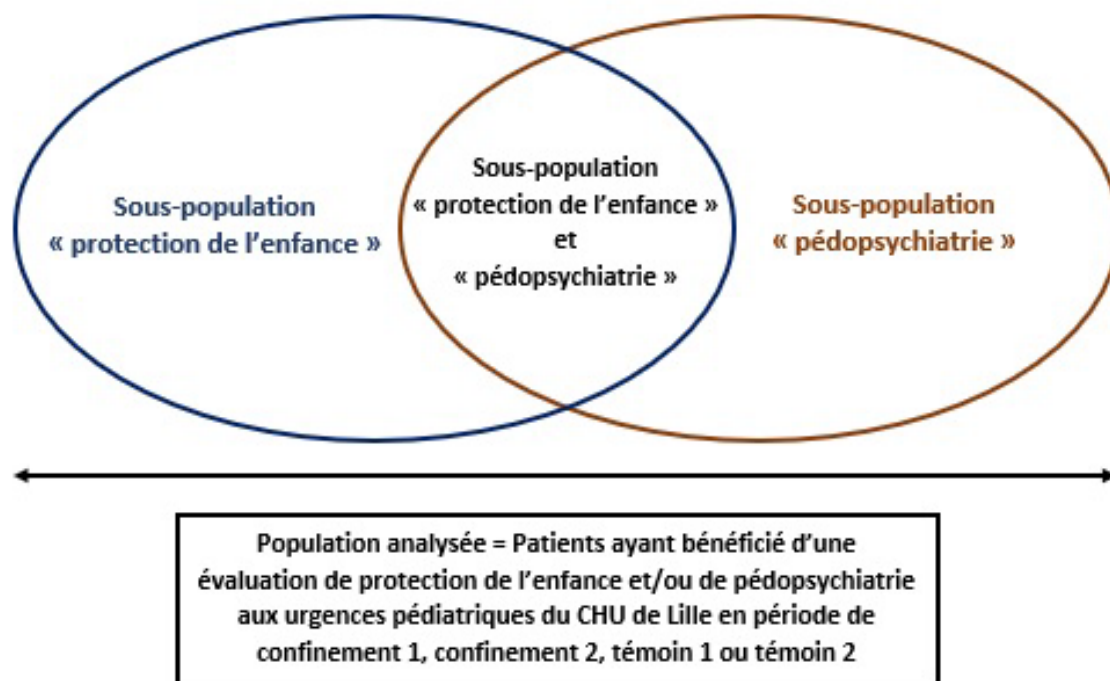 Sous-population
« protection de l’enfance »
Sous-population
« protection de l’enfance »
et
« pédopsychiatrie »
Sous-population
« pédopsychiatrie »
Population analysée = Patients ayant bénéficié d’une
évaluation de protection de l’enfance et/ou de pédopsychiatrie
aux urgences pédiatriques du CHU de Lille en période de
confinement 1, confinement 2, témoin 1 ou témoin 2